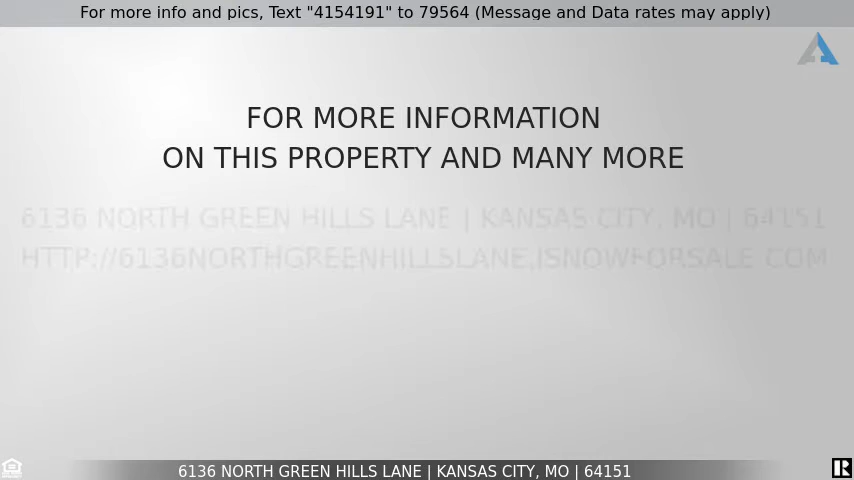 For more info and pics, Text "4154191" to 79564 (Message and Data rates may apply)
FOR MORE INFORMATION
ON THIS PROPERTY AND MANY MORE
6136 NORTH GREEN HILLS LANE | KANSAS CITY, MO | 64151
HTTP://6136NORTHGREENHILLSLANE.ISNOWFORSALE.COM
6136 NORTH GREEN HILLS LANE | KANSAS CITY, MO | 64151